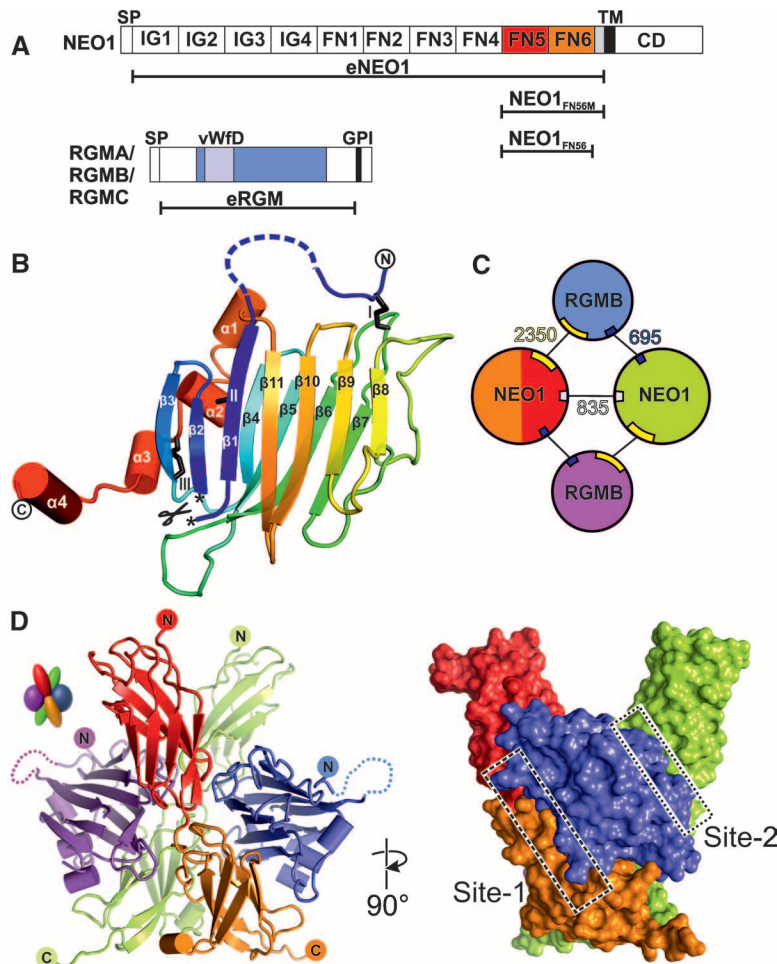 A
SP TM
NEO1 IG1 IG2 IG3 IG4 FN1 FN2 FN3 FN4 FN5 FN6 CD
eNEO1
NEO1FN56M
NEO1FN56
SP vWfD GPI
RGMA/
RGMB/
RGMC
eRGM
B
N
I
α1
β3 α2 II β11 β10 β9 β8
β2 β1 β4 β5 β6 β7
α3
III
α4
C
* *
C
RGMB
2350 695
NEO1 835 NEO1
RGMB
D
N N
N N
C C
90°
Site-1
Site-2